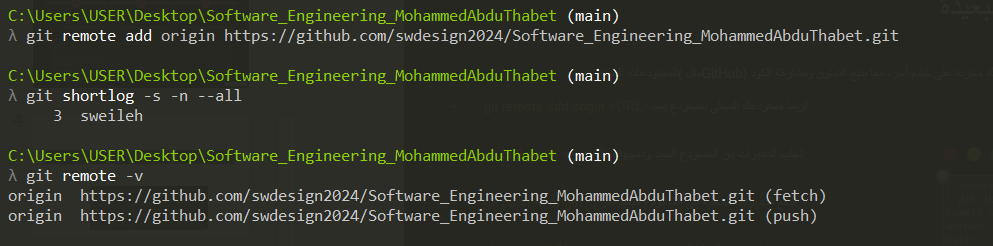 C:\Users\USER\Desktop\Software_Engineering_MohammedAbduThabet (main)
λ git remote add origin https://github.com/swdesign2024/Software_Engineering_MohammedAbduThabet.git
C:\Users\USER\Desktop\Software_Engineering_MohammedAbduThabet (main)
λ git shortlog -s -n --all
3 sweileh
C:\Users\USER\Desktop\Software_Engineering_MohammedAbduThabet (main)
λ git remote -v
origin https://github.com/swdesign2024/Software_Engineering_MohammedAbduThabet.git (fetch)
origin https://github.com/swdesign2024/Software_Engineering_MohammedAbduThabet.git (push)